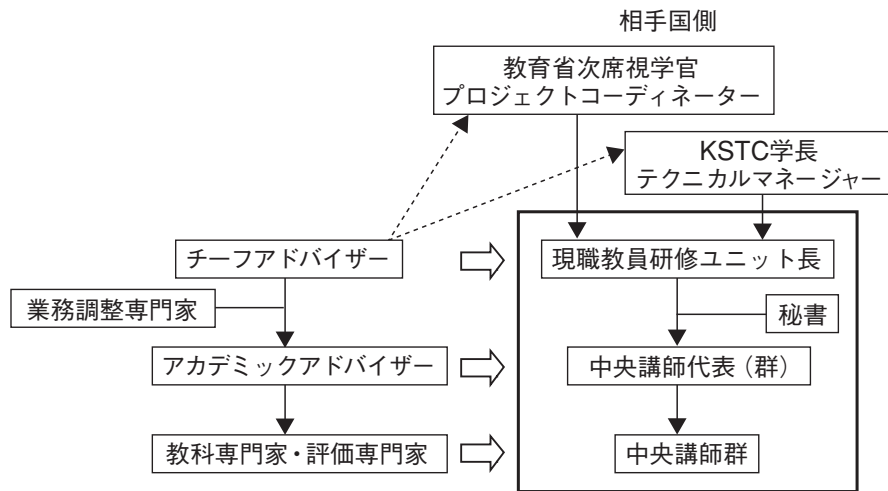 相手国側
教育省次席視学官
プロジェクトコーディネーター
KSTC学長
テクニカルマネージャー
チーフアドバイザー
現職教員研修ユニット長
業務調整専門家
秘書
アカデミックアドバイザー
中央講師代表（群）
教科専門家・評価専門家
中央講師群